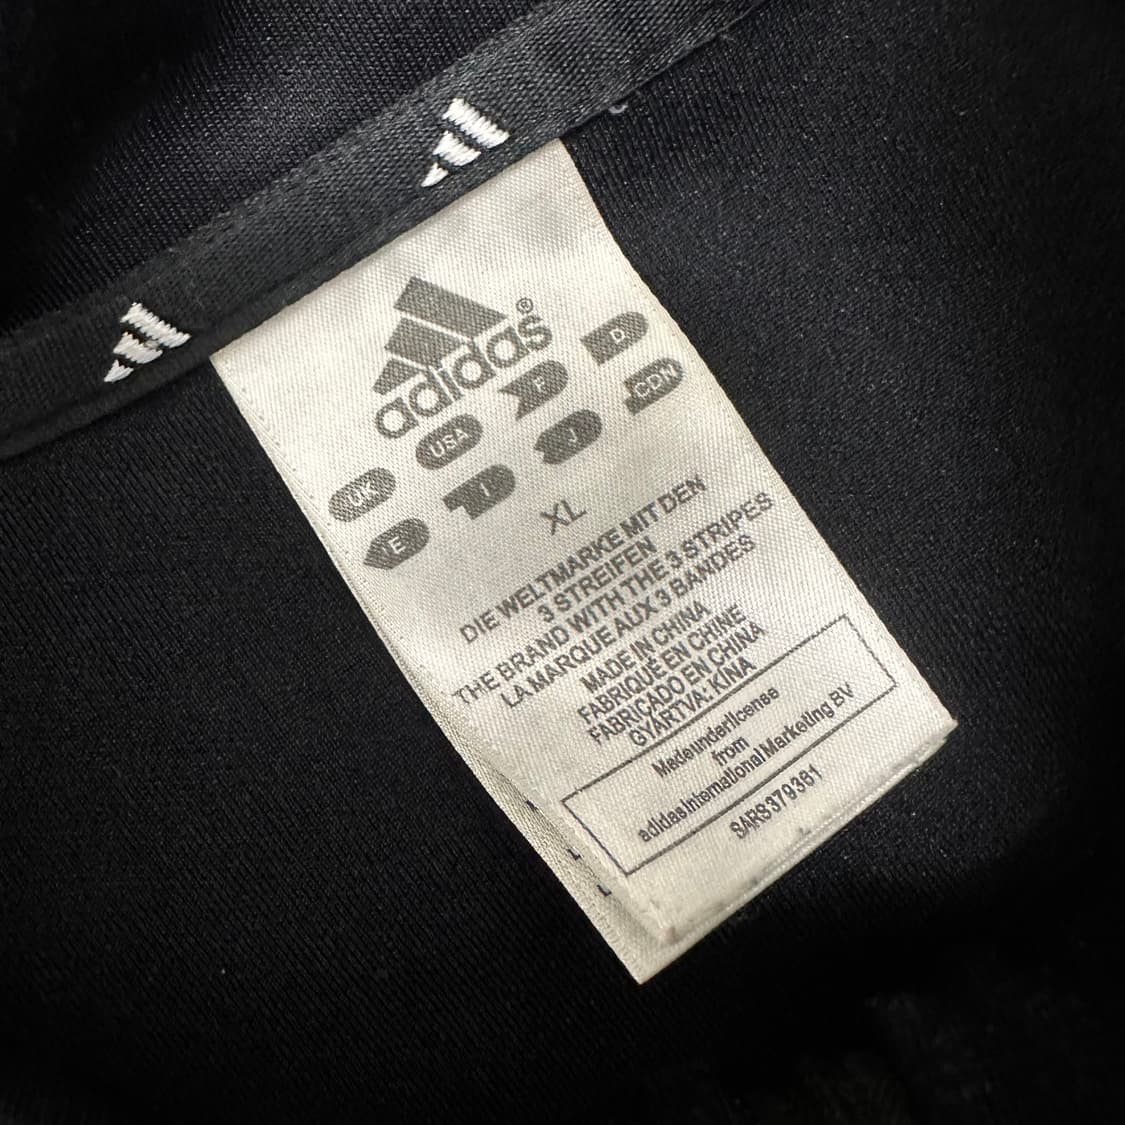 adidas®
UK USA F D
E I J CDN
XL
DIE WELTMARKE MIT DEN
3 STREIFEN
THE BRAND WITH THE 3 STRIPES
LA MARQUE AUX 3 BANDES
MADE IN CHINA
FABRIQUÉ EN CHINE
FABRICADO EN CHINA
GYÁRTVA: KÍNA
Made under license
from
adidas International Marketing BV
SARS379361